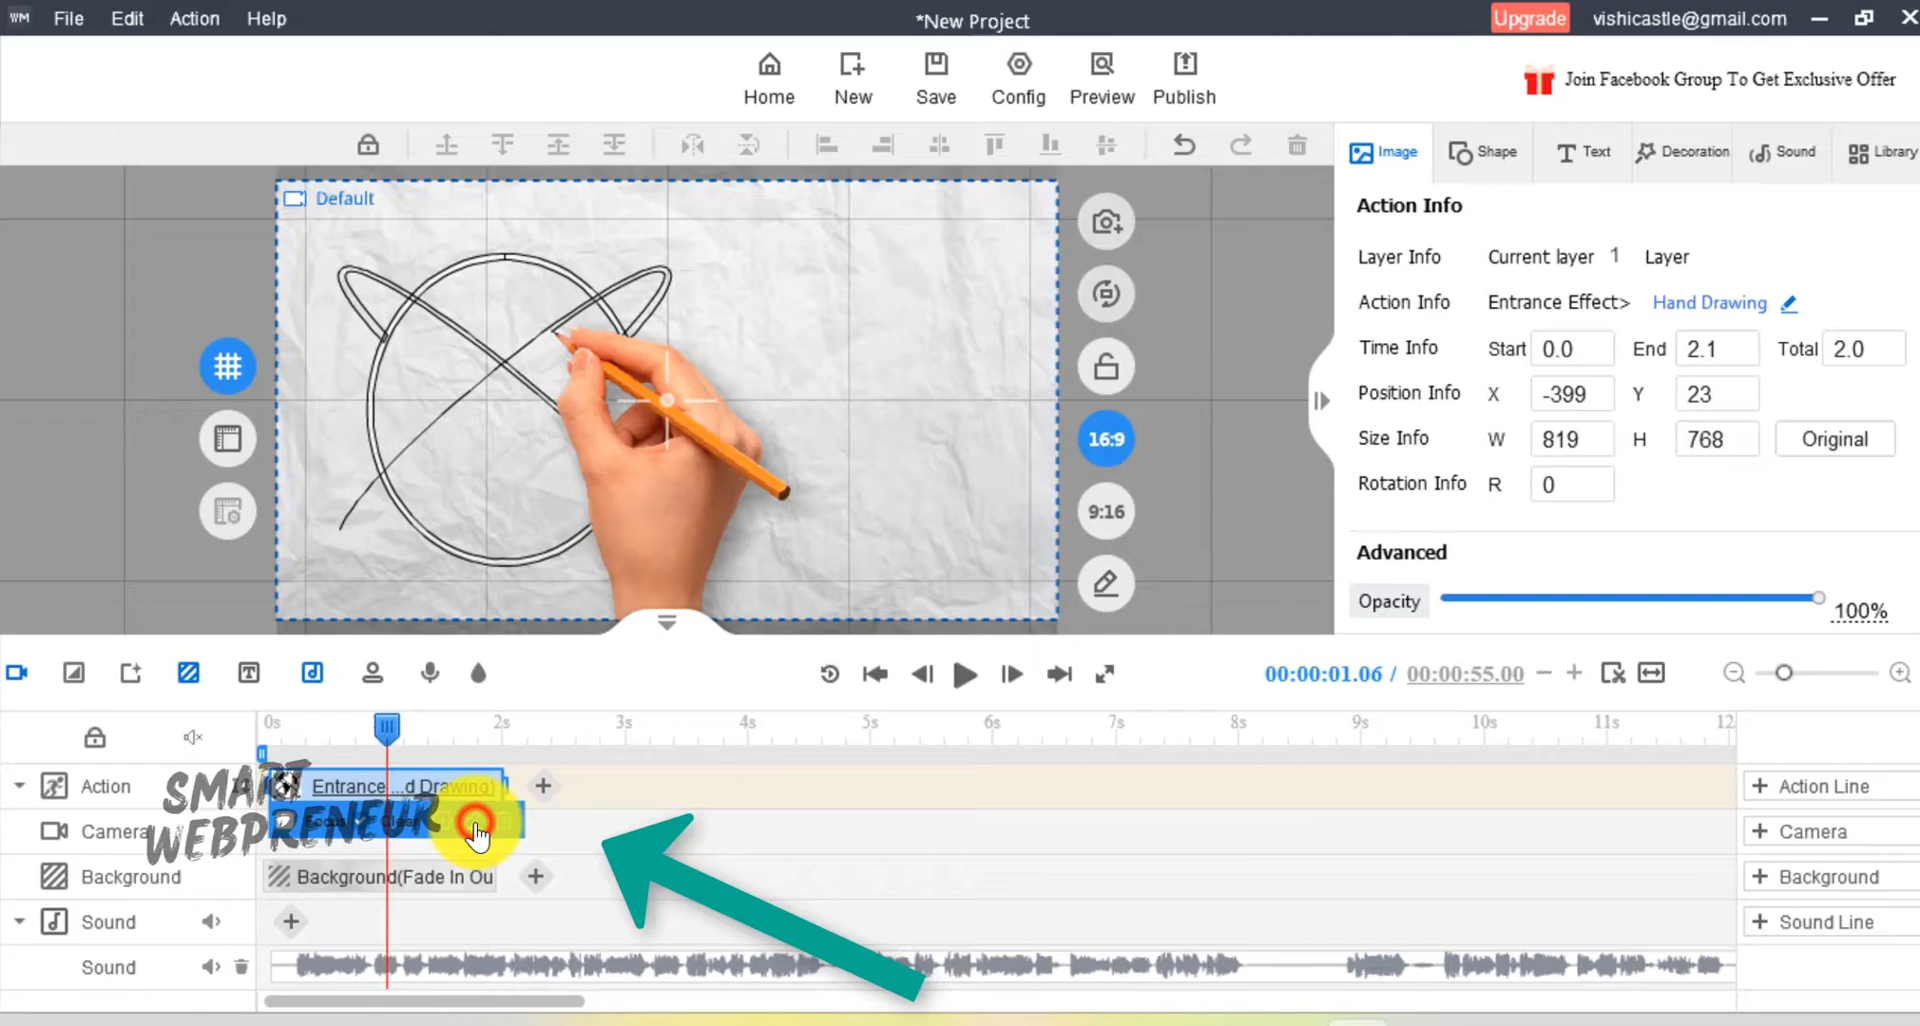 WM File Edit Action Help *New Project Upgrade vishicastle@gmail.com
Home New Save Config Preview Publish
Join Facebook Group To Get Exclusive Offer
Image Shape Text Decoration Sound Library
Default
Action Info
Layer Info Current layer 1 Layer
Action Info Entrance Effect> Hand Drawing
Time Info Start 0.0 End 2.1 Total 2.0
Position Info X -399 Y 23
Size Info W 819 H 768 Original
Rotation Info R 0
16:9
9:16
Advanced
Opacity 100%
00:00:01.06 / 00:00:55.00
0s 2s 3s 4s 5s 6s 7s 8s 9s 10s 11s 12
Action Entrance ...d Drawing) + Action Line
SMART
WEBPRENEUR
Camera Focus + Camera
Background Background(Fade In Ou + Background
Sound + Sound Line
Sound